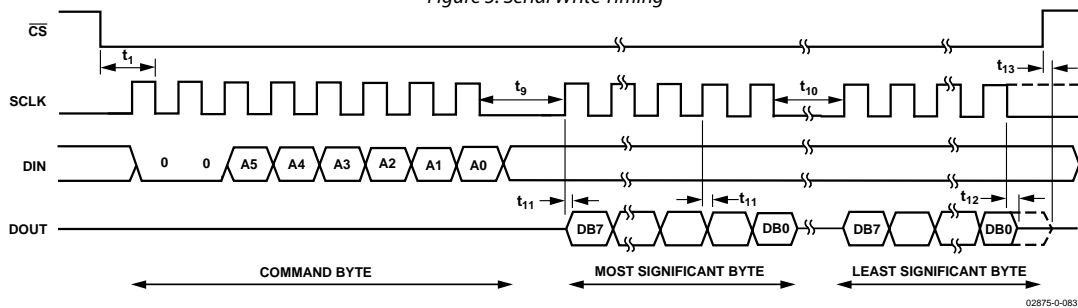 Figure 3. Serial Write Timing
CS
t1
t13
SCLK
t9
t10
DIN
0 0 A5 A4 A3 A2 A1 A0
t11
t11
t12
DOUT
DB7 DB0 DB7 DB0
COMMAND BYTE MOST SIGNIFICANT BYTE LEAST SIGNIFICANT BYTE
02875-0-083